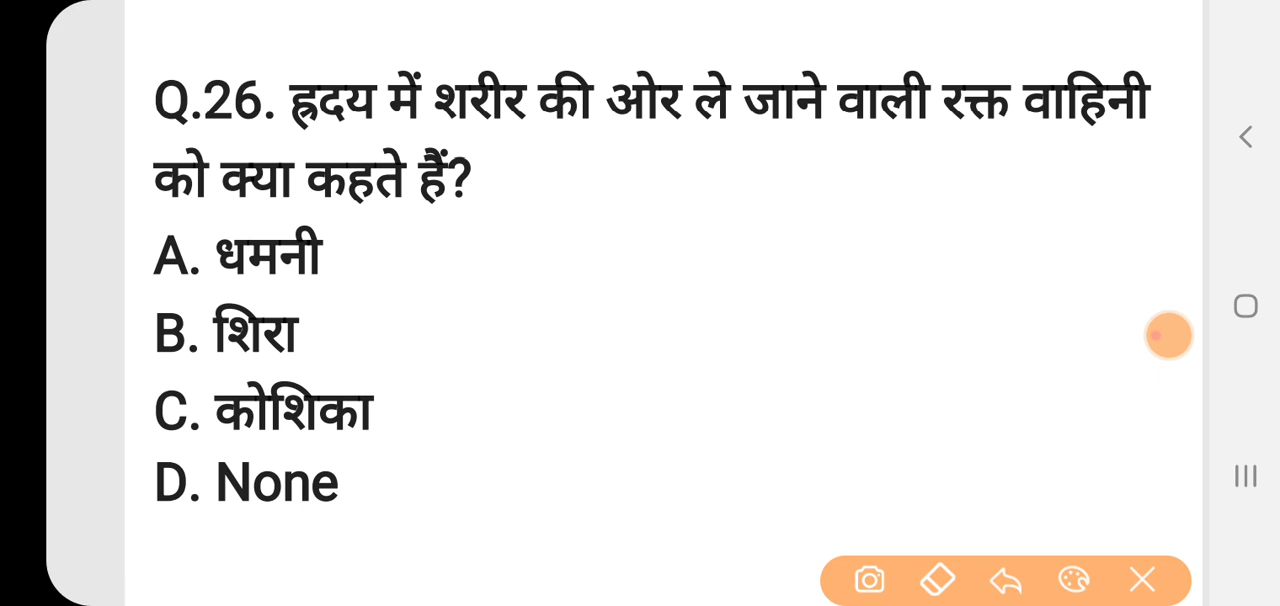 Q.26. ह्रदय में शरीर की ओर ले जाने वाली रक्त वाहिनी
को क्या कहते हैं?
A. धमनी
B. शिरा
C. कोशिका
D. None